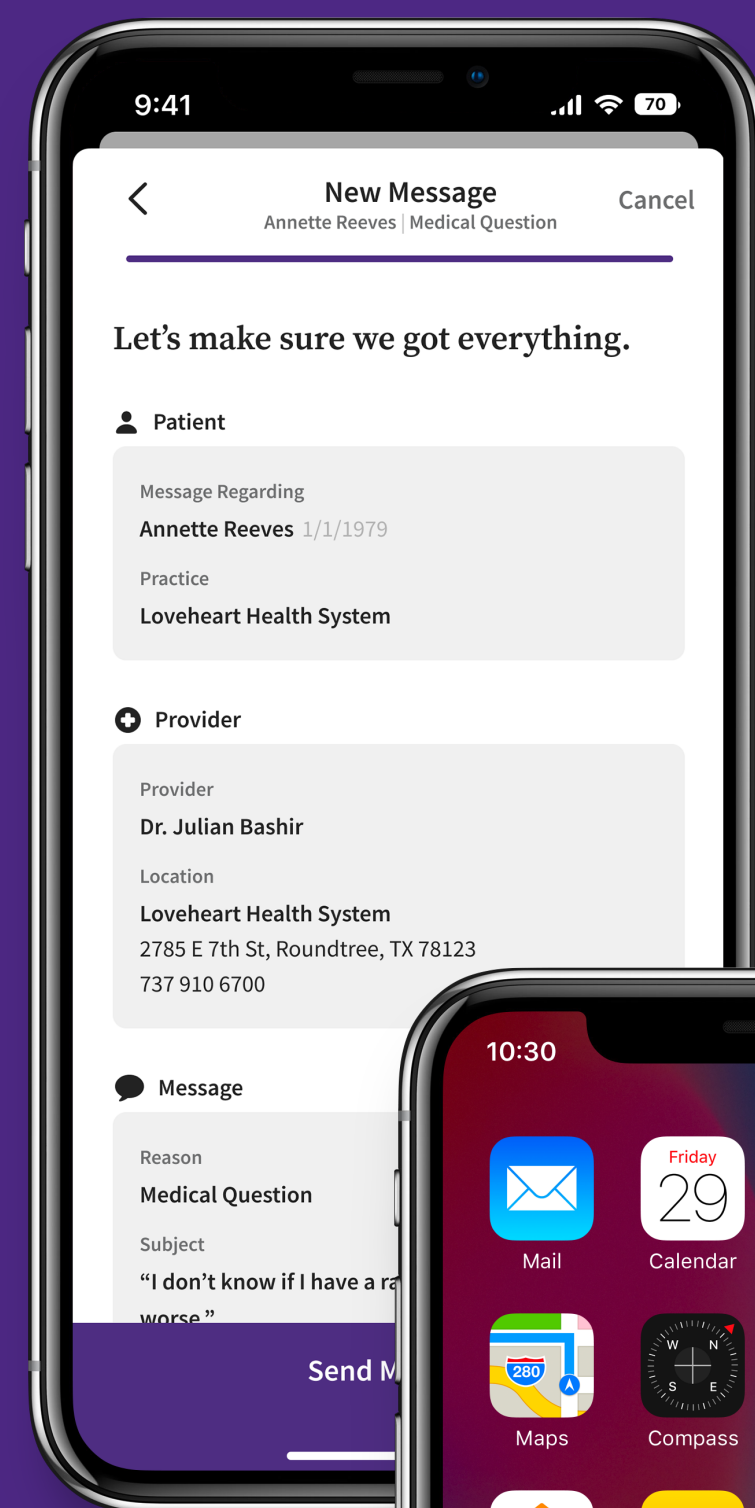 9:41
70
New Message
Cancel
Annette Reeves | Medical Question
Let’s make sure we got everything.
Patient
Message Regarding
Annette Reeves 1/1/1979
Practice
Loveheart Health System
Provider
Provider
Dr. Julian Bashir
Location
Loveheart Health System
2785 E 7th St, Roundtree, TX 78123
737 910 6700
Message
Reason
Medical Question
Subject
“I don’t know if I have a
worse.”
Send
10:30
Friday
29
Mail
Calendar
280
W N
S E
Maps
Compass